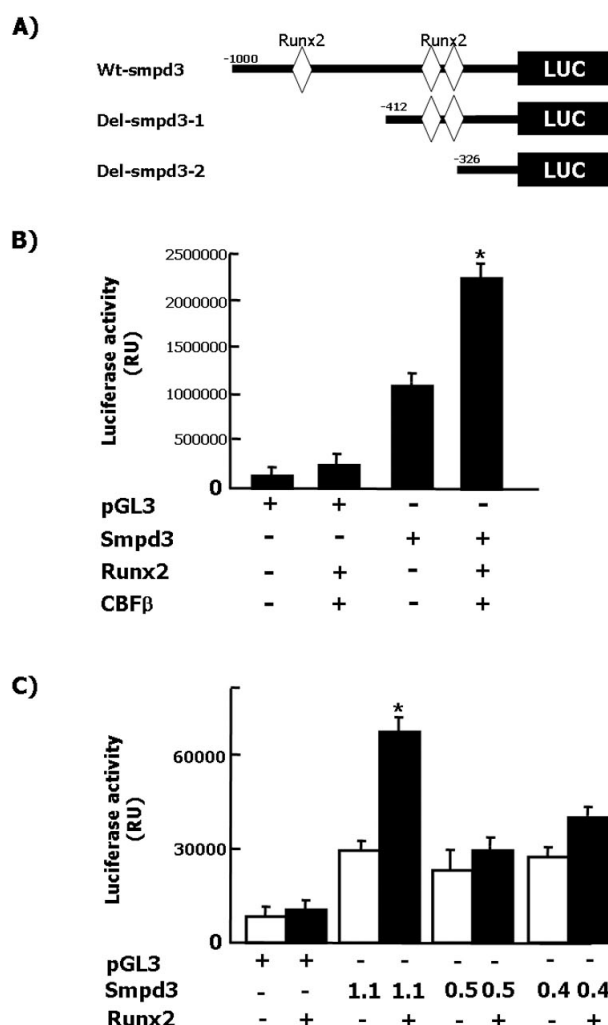 A)
Runx2 Runx2
-1000
Wt-smpd3 LUC
-412
Del-smpd3-1 LUC
-326
Del-smpd3-2 LUC
B)
Luciferase activity
(RU)
2500000
2000000
1500000
1000000
500000
0
*
pGL3 + + - -
Smpd3 - - + +
Runx2 - + - +
CBFβ - + - +
C)
Luciferase activity
(RU)
60000
30000
0
*
pGL3 + + - - - - - -
Smpd3 - - 1.1 1.1 0.5 0.5 0.4 0.4
Runx2 - + - + - + - +